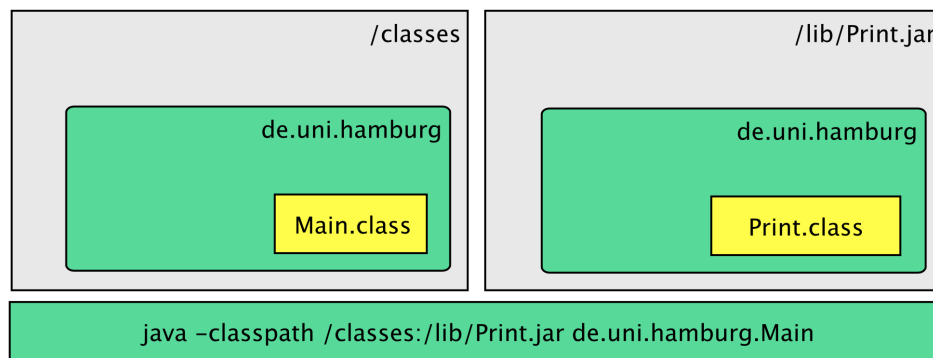 /classes
/lib/Print.jar
de.uni.hamburg
de.uni.hamburg
Main.class
Print.class
java -classpath /classes:/lib/Print.jar de.uni.hamburg.Main